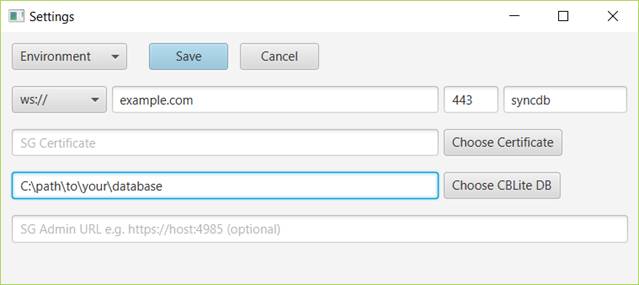 Settings
Environment Save Cancel
ws:// example.com 443 syncdb
SG Certificate Choose Certificate
C:\path\to\your\database Choose CBLite DB
SG Admin URL e.g. https://host:4985 (optional)